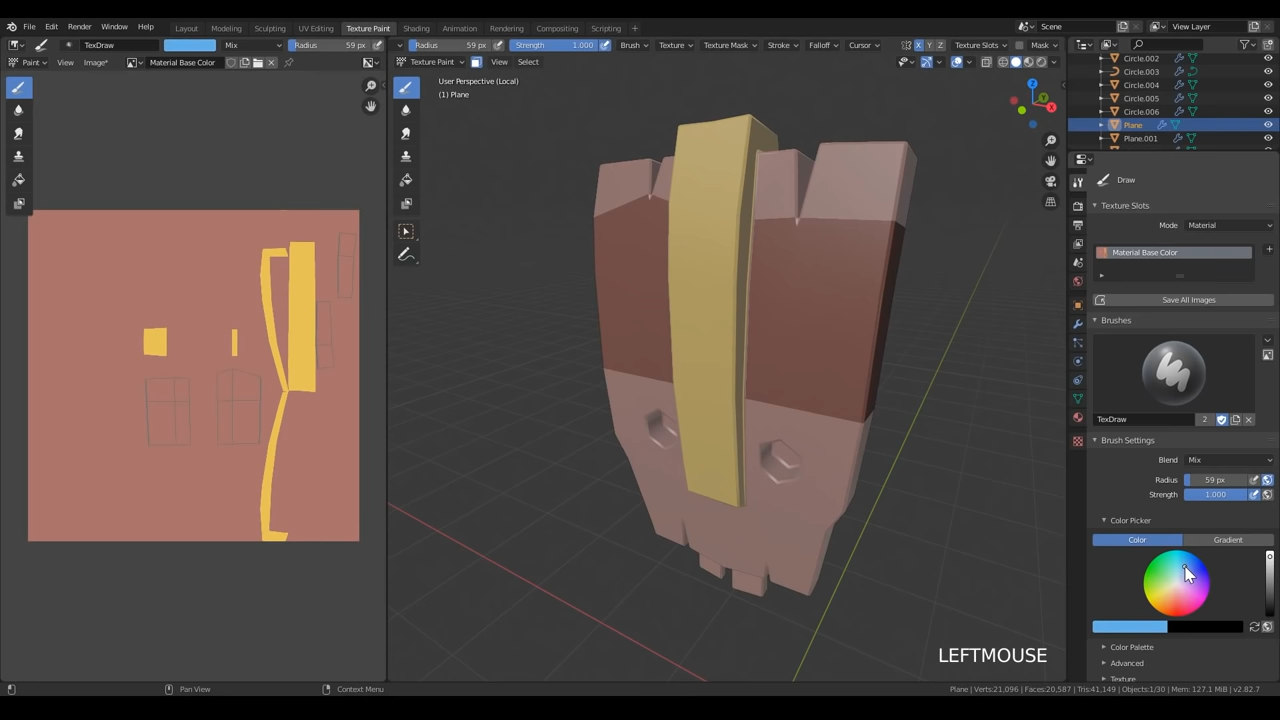 File Edit Render Window Help Layout Modeling Sculpting UV Editing Texture Paint Shading Animation Rendering Compositing Scripting + Scene View Layer
TexDraw Mix Radius 59 px Radius 59 px Strength 1.000 Brush Texture Texture Mask Stroke Falloff Cursor X Y Z Texture Slots Mask
Paint View Image* Material Base Color Texture Paint View Select
User Perspective (Local)
(1) Plane
Z
Y
X
Circle.002
Circle.003
Circle.004
Circle.005
Circle.006
Plane
Plane.001
Draw
Texture Slots
Mode Material
Material Base Color
Save All Images
Brushes
TexDraw 2
Brush Settings
Blend Mix
Radius 59 px
Strength 1.000
Color Picker
Color Gradient
Color Palette
Advanced
Texture
LEFTMOUSE
Pan View Context Menu Plane | Verts:21,096 | Faces:20,587 | Tris:41,149 | Objects:1/30 | Mem: 127.1 MiB | v2.82.7